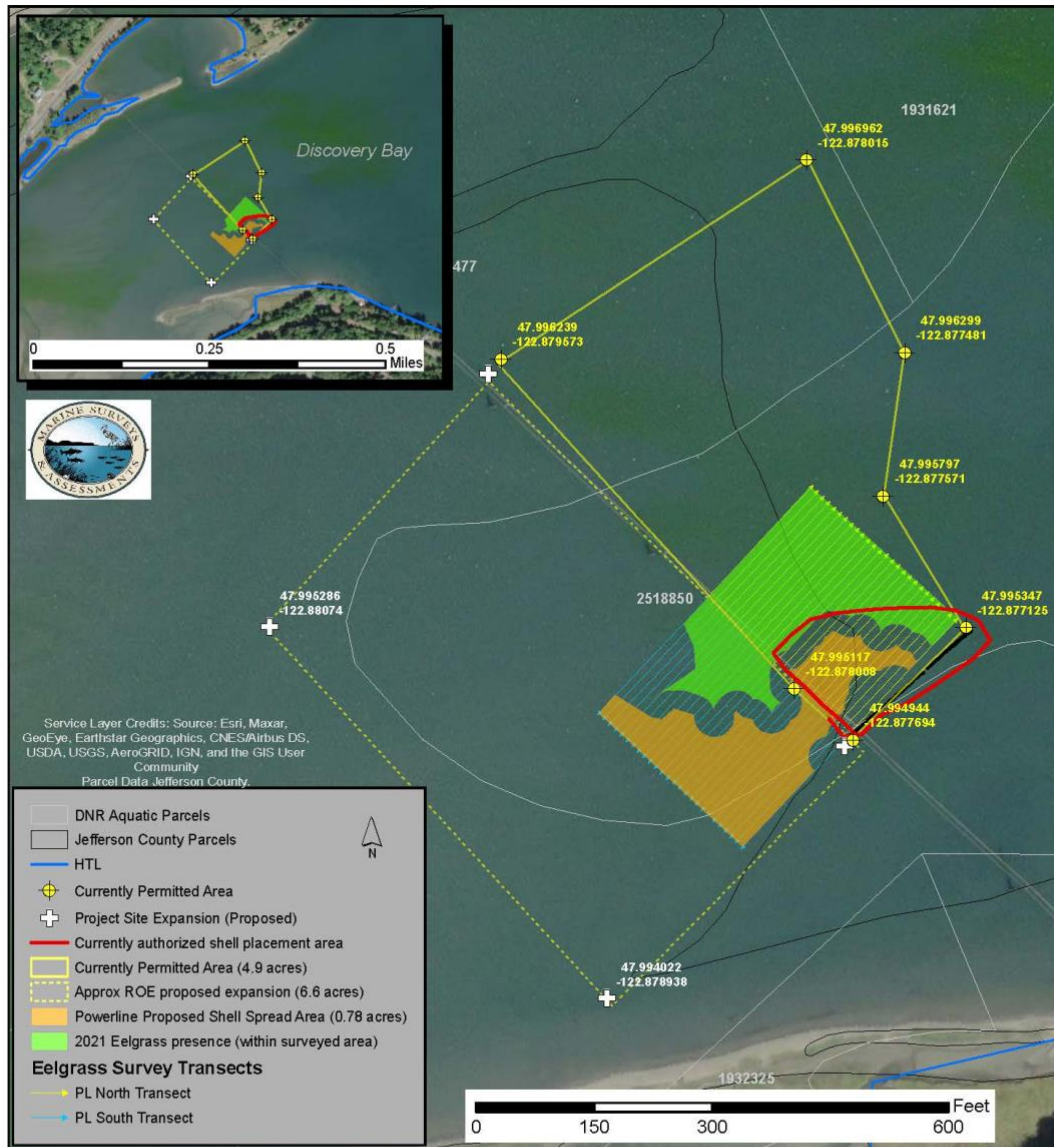 Discovery Bay
0 0.25 0.5
Miles
MARINE SURVEYS
& ASSESSMENTS
1931621
47.996962
-122.878015
477
47.996239
-122.879573
47.996299
-122.877481
47.995797
-122.877571
47.995286
-122.88074
2518850
47.995347
-122.877125
47.995117
-122.878008
47.994944
-122.877694
Service Layer Credits: Source: Esri, Maxar,
GeoEye, Earthstar Geographics, CNES/Airbus DS,
USDA, USGS, AeroGRID, IGN, and the GIS User
Community
Parcel Data Jefferson County.
47.994022
-122.878938
DNR Aquatic Parcels
Jefferson County Parcels
N
HTL
Currently Permitted Area
Project Site Expansion (Proposed)
Currently authorized shell placement area
Currently Permitted Area (4.9 acres)
Approx ROE proposed expansion (6.6 acres)
Powerline Proposed Shell Spread Area (0.78 acres)
2021 Eelgrass presence (within surveyed area)
Eelgrass Survey Transects
PL North Transect
PL South Transect
1932325
Feet
0 150 300 600